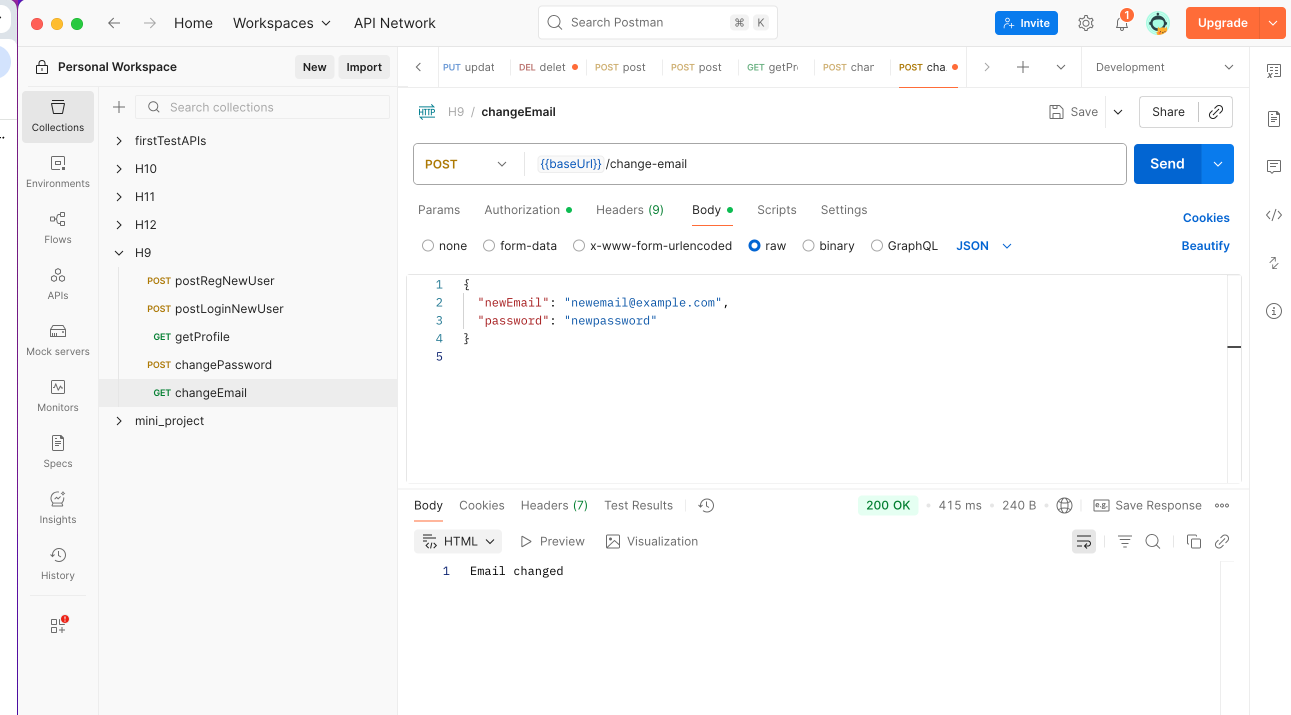 Home
Workspaces
API Network
Search Postman
⌘ K
Invite
1
Upgrade
Personal Workspace
New
Import
PUT updat
DEL delet
POST post
POST post
GET getPr
POST char
POST cha
Development
Collections
Environments
Flows
APIs
Mock servers
Monitors
Specs
Insights
History
Search collections
firstTestAPIs
H10
H11
H12
H9
POST postRegNewUser
POST postLoginNewUser
GET getProfile
POST changePassword
GET changeEmail
mini_project
HTTP H9 / changeEmail
Save
Share
POST
{{baseUrl}} /change-email
Send
Params
Authorization
Headers (9)
Body
Scripts
Settings
Cookies
none
form-data
x-www-form-urlencoded
raw
binary
GraphQL
JSON
Beautify
1 {
2 "newEmail": "newemail@example.com",
3 "password": "newpassword"
4 }
5
Body
Cookies
Headers (7)
Test Results
200 OK
415 ms
240 B
e.g. Save Response
HTML
Preview
Visualization
1 Email changed